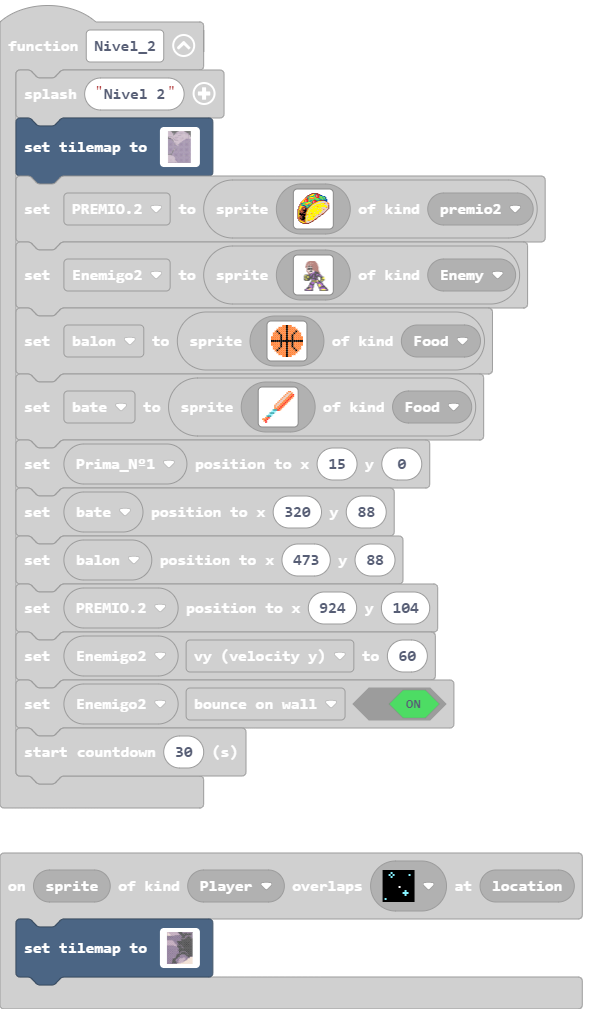 function Nivel_2
splash "Nivel 2"
set tilemap to
set PREMIO.2 to sprite of kind premio2
set Enemigo2 to sprite of kind Enemy
set balon to sprite of kind Food
set bate to sprite of kind Food
set Prima_Nº1 position to x 15 y 0
set bate position to x 320 y 88
set balon position to x 473 y 88
set PREMIO.2 position to x 924 y 104
set Enemigo2 vy (velocity y) to 60
set Enemigo2 bounce on wall ON
start countdown 30 (s)
on sprite of kind Player overlaps at location
set tilemap to